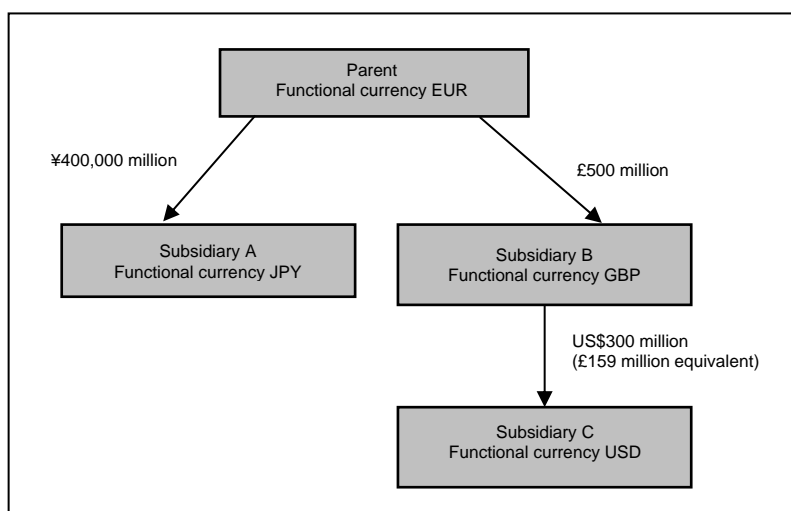 Parent
Functional currency EUR
¥400,000 million
£500 million
Subsidiary A
Functional currency JPY
Subsidiary B
Functional currency GBP
US$300 million
(£159 million equivalent)
Subsidiary C
Functional currency USD